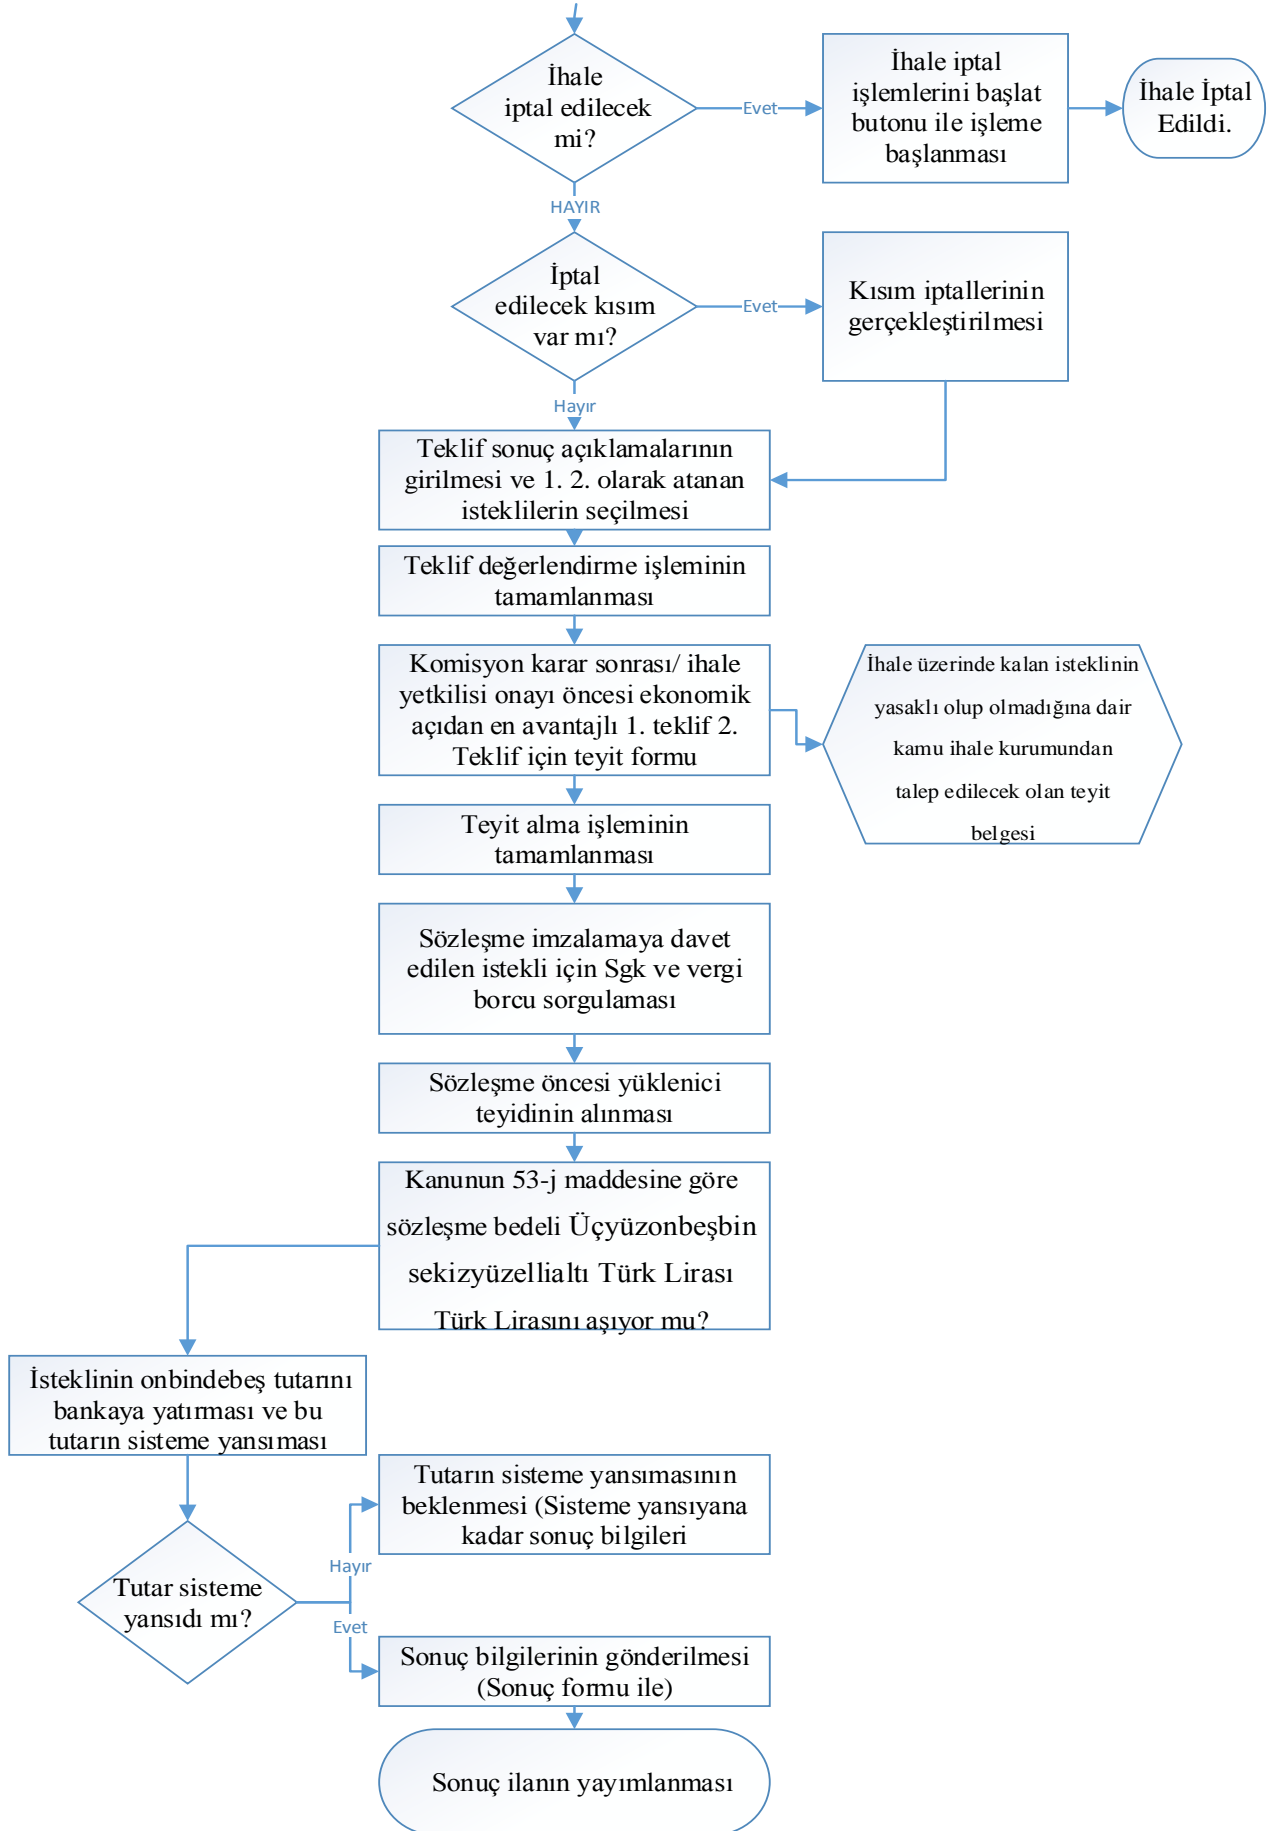 İhale
iptal edilecek
mi?
Evet
İhale iptal
işlemlerini başlat
butonu ile işleme
başlanması
İhale İptal
Edildi.
HAYIR
İptal
edilecek kısım
var mı?
Evet
Kısım iptallerinin
gerçekleştirilmesi
Hayır
Teklif sonuç açıklamalarının
girilmesi ve 1. 2. olarak atanan
isteklilerin seçilmesi
Teklif değerlendirme işleminin
tamamlanması
Komisyon karar sonrası/ ihale
yetkilisi onayı öncesi ekonomik
açıdan en avantajlı 1. teklif 2.
Teklif için teyit formu
İhale üzerinde kalan isteklinin
yasaklı olup olmadığına dair
kamu ihale kurumundan
talep edilecek olan teyit
belgesi
Teyit alma işleminin
tamamlanması
Sözleşme imzalamaya davet
edilen istekli için Sgk ve vergi
borcu sorgulaması
Sözleşme öncesi yüklenici
teyidinin alınması
Kanunun 53-j maddesine göre
sözleşme bedeli Üçyüzonbeşbin
sekizyüzellialtı Türk Lirası
Türk Lirasını aşıyor mu?
İsteklinin onbindebeş tutarını
bankaya yatırması ve bu
tutarın sisteme yansıması
Tutarın sisteme yansımasının
beklenmesi (Sisteme yansıyana
kadar sonuç bilgileri
Hayır
Tutar sisteme
yansıdı mı?
Evet
Sonuç bilgilerinin gönderilmesi
(Sonuç formu ile)
Sonuç ilanın yayımlanması